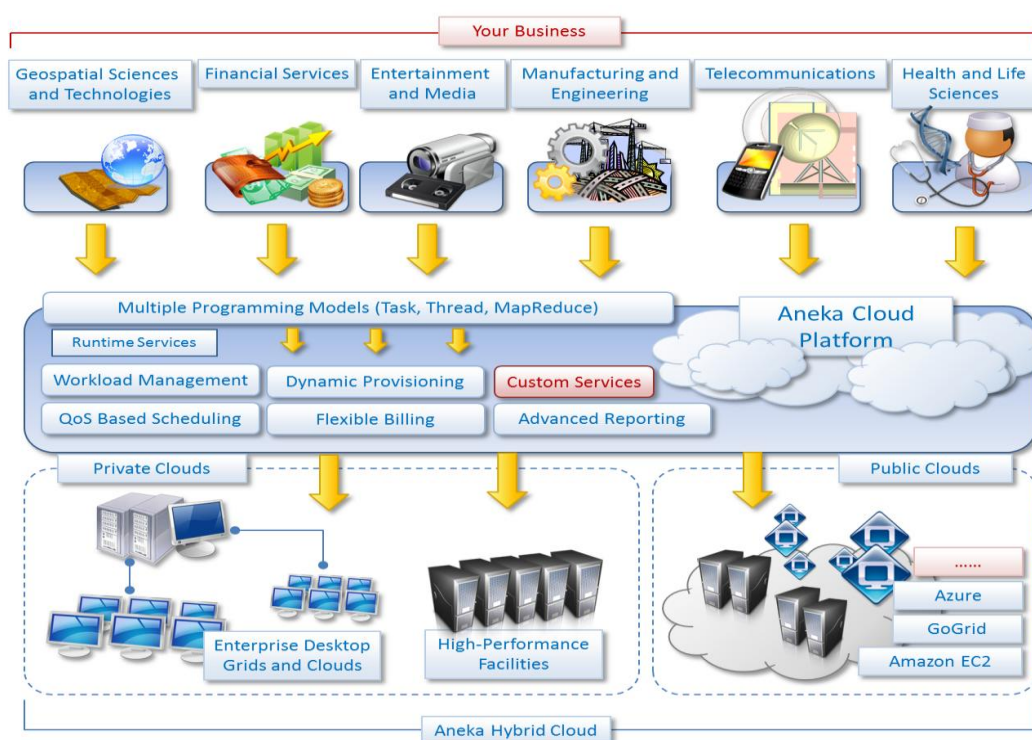 Your Business
Geospatial Sciences
and Technologies
Financial Services
Entertainment
and Media
Manufacturing and
Engineering
Telecommunications
Health and Life
Sciences
Multiple Programming Models (Task, Thread, MapReduce)
Aneka Cloud
Platform
Runtime Services
Workload Management
Dynamic Provisioning
Custom Services
QoS Based Scheduling
Flexible Billing
Advanced Reporting
Private Clouds
Public Clouds
Enterprise Desktop
Grids and Clouds
High-Performance
Facilities
......
Azure
GoGrid
Amazon EC2
Aneka Hybrid Cloud